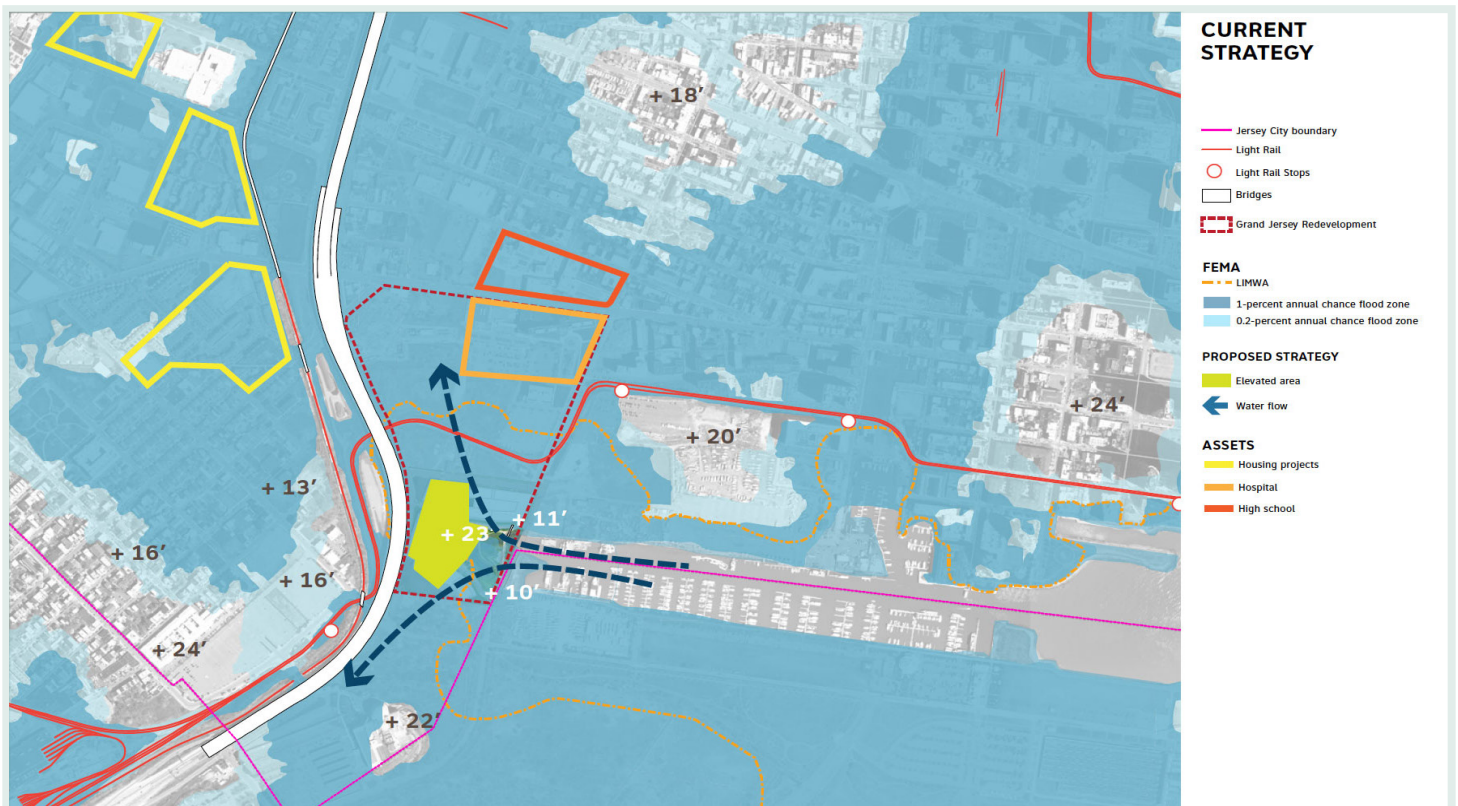 CURRENT
STRATEGY
Jersey City boundary
Light Rail
Light Rail Stops
Bridges
Grand Jersey Redevelopment
FEMA
LIMWA
1-percent annual chance flood zone
0.2-percent annual chance flood zone
PROPOSED STRATEGY
Elevated area
Water flow
ASSETS
Housing projects
Hospital
High school
+ 18’
+ 24’
+ 20’
+ 13’
+ 11’
+ 23
+ 16’
+ 16’
+ 10’
+ 24’
+ 22’